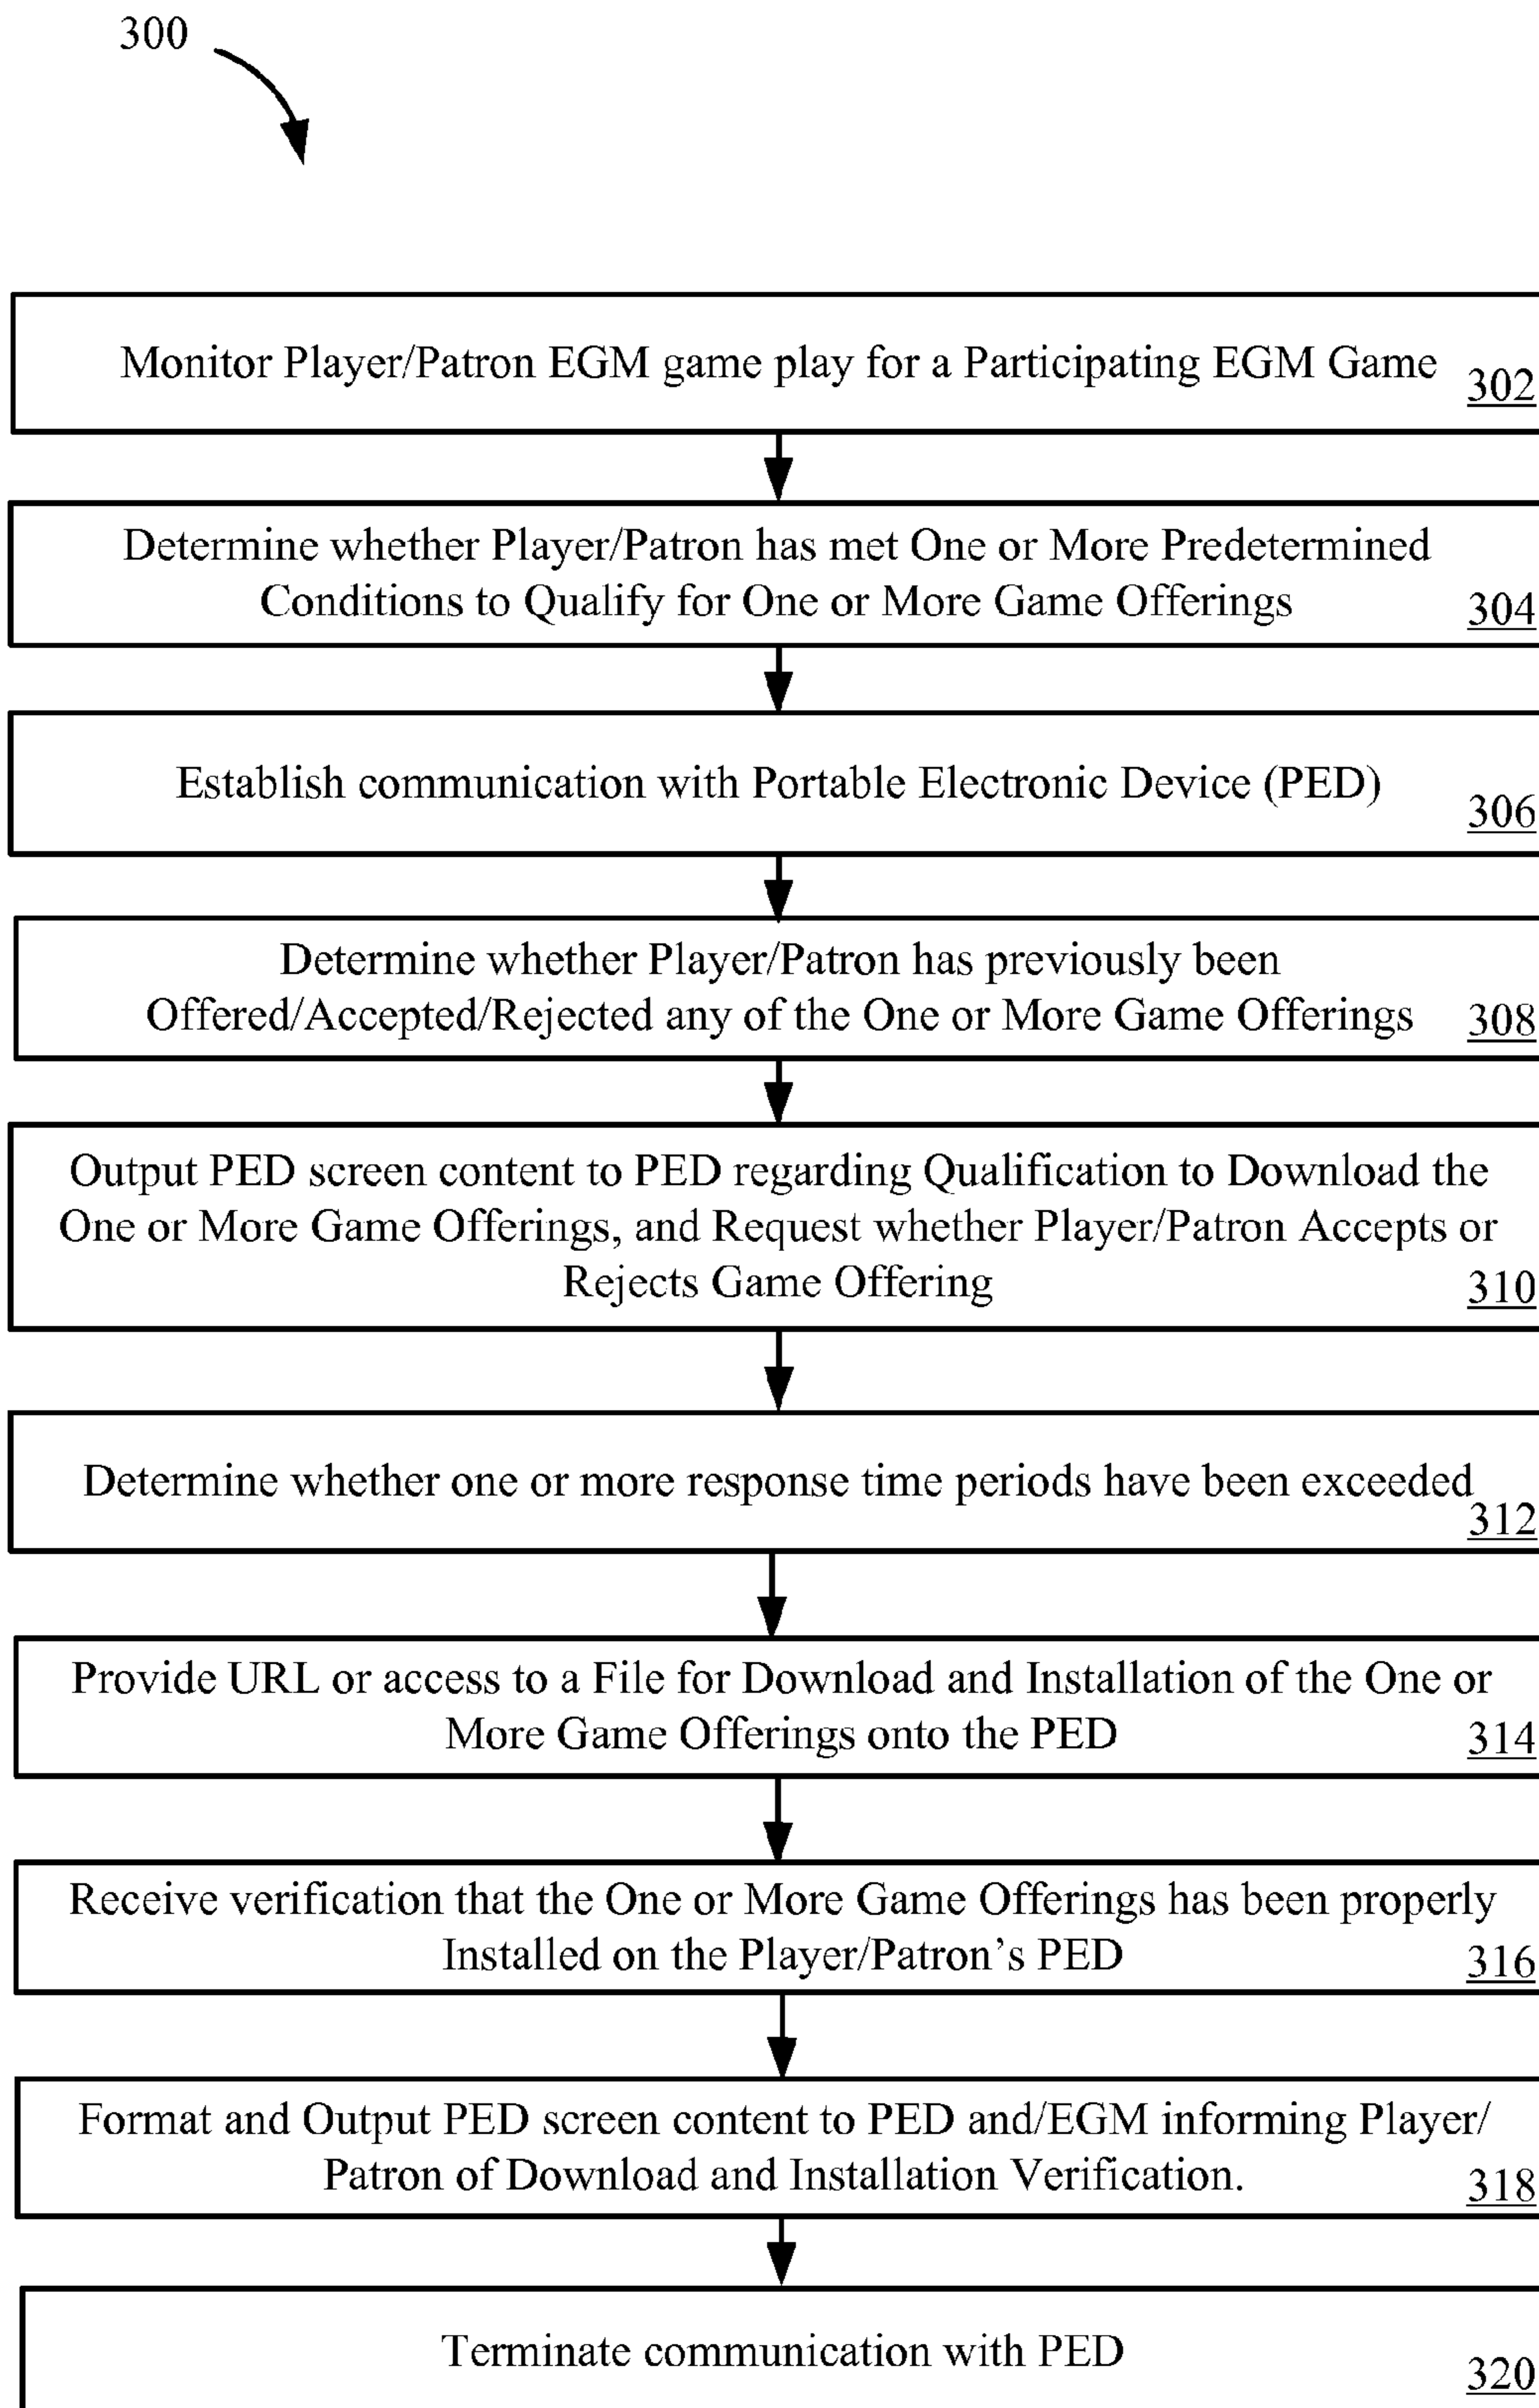 300
Monitor Player/Patron EGM game play for a Participating EGM Game
302
Determine whether Player/Patron has met One or More Predetermined
Conditions to Qualify for One or More Game Offerings
304
Establish communication with Portable Electronic Device (PED)
306
Determine whether Player/Patron has previously been
Offered/Accepted/Rejected any of the One or More Game Offerings
308
Output PED screen content to PED regarding Qualification to Download the
One or More Game Offerings, and Request whether Player/Patron Accepts or
Rejects Game Offering
310
Determine whether one or more response time periods have been exceeded
312
Provide URL or access to a File for Download and Installation of the One or
More Game Offerings onto the PED
314
Receive verification that the One or More Game Offerings has been properly
Installed on the Player/Patron’s PED
316
Format and Output PED screen content to PED and/EGM informing Player/
Patron of Download and Installation Verification.
318
Terminate communication with PED
320